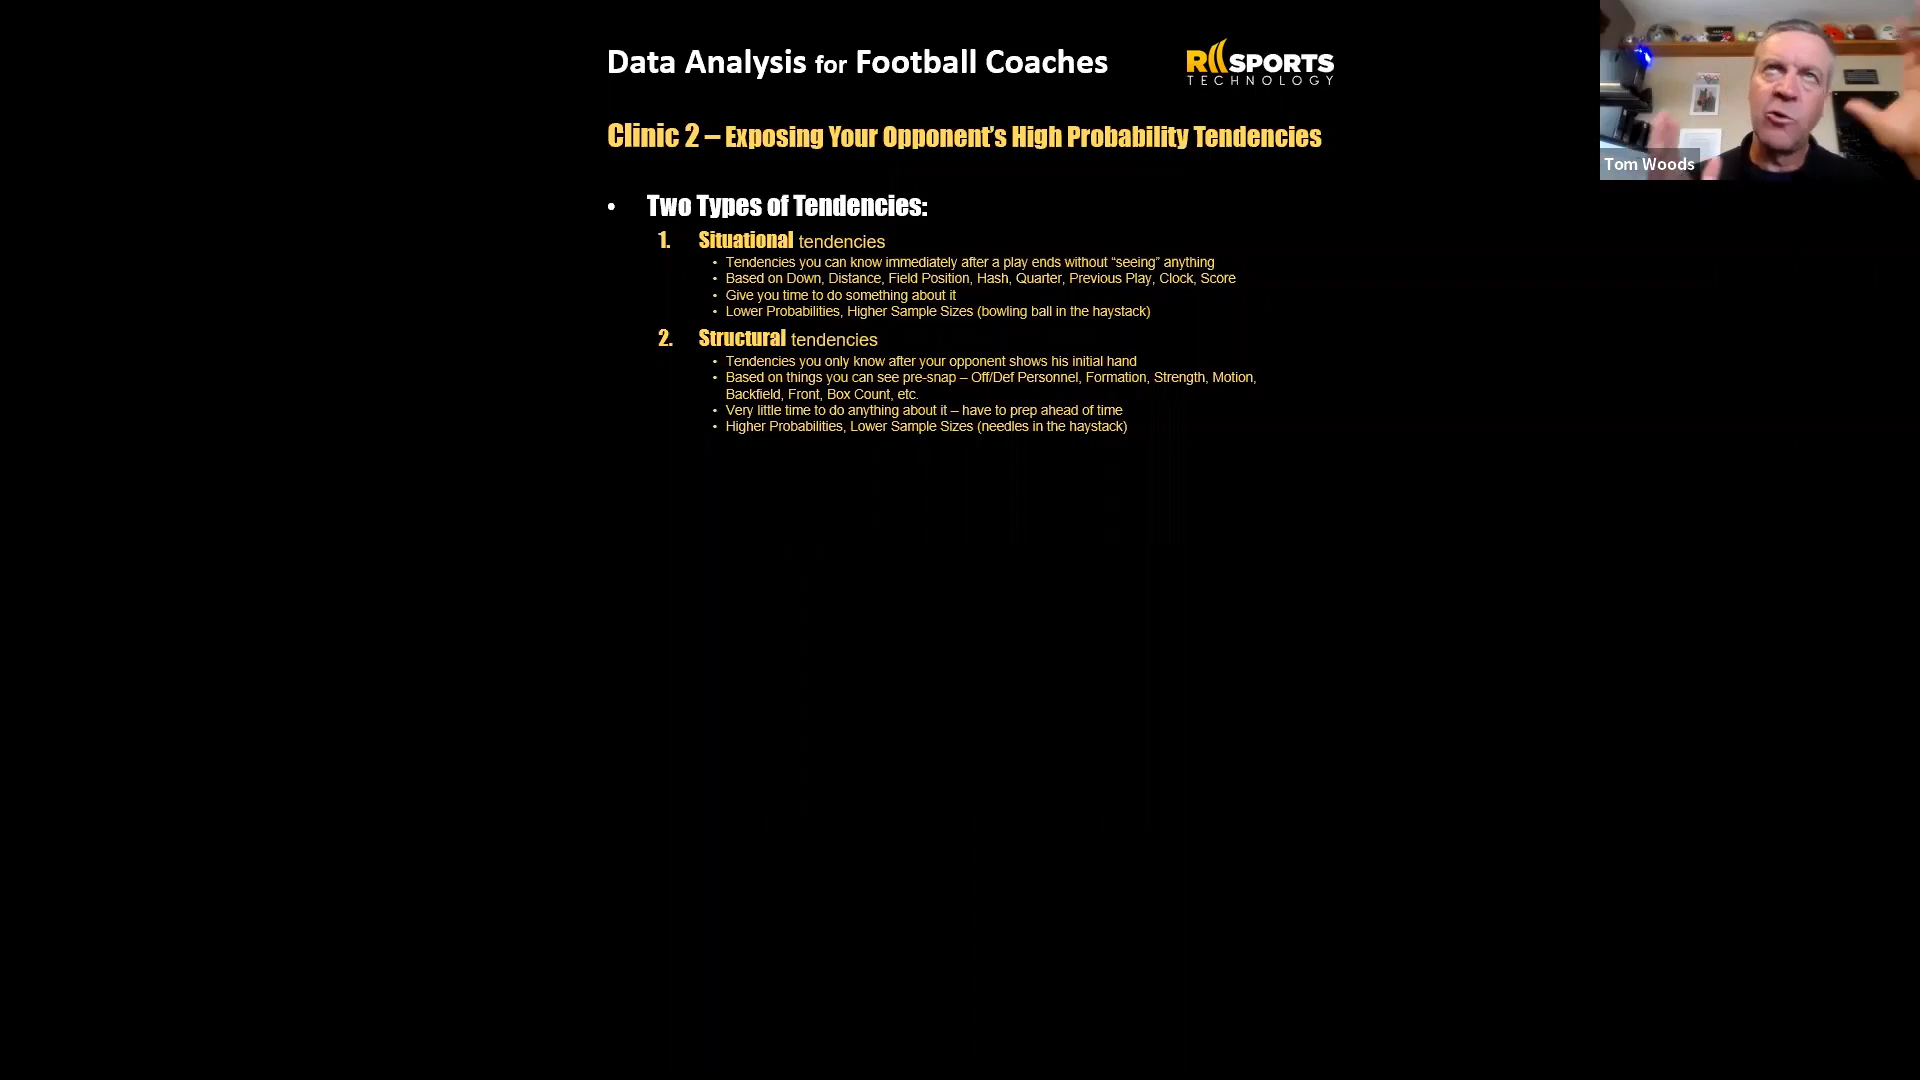 Data Analysis for Football Coaches
RII SPORTS
TECHNOLOGY
Tom Woods
Clinic 2 – Exposing Your Opponent's High Probability Tendencies
• Two Types of Tendencies:
1. Situational tendencies
• Tendencies you can know immediately after a play ends without “seeing” anything
• Based on Down, Distance, Field Position, Hash, Quarter, Previous Play, Clock, Score
• Give you time to do something about it
• Lower Probabilities, Higher Sample Sizes (bowling ball in the haystack)
2. Structural tendencies
• Tendencies you only know after your opponent shows his initial hand
• Based on things you can see pre-snap – Off/Def Personnel, Formation, Strength, Motion,
Backfield, Front, Box Count, etc.
• Very little time to do anything about it – have to prep ahead of time
• Higher Probabilities, Lower Sample Sizes (needles in the haystack)